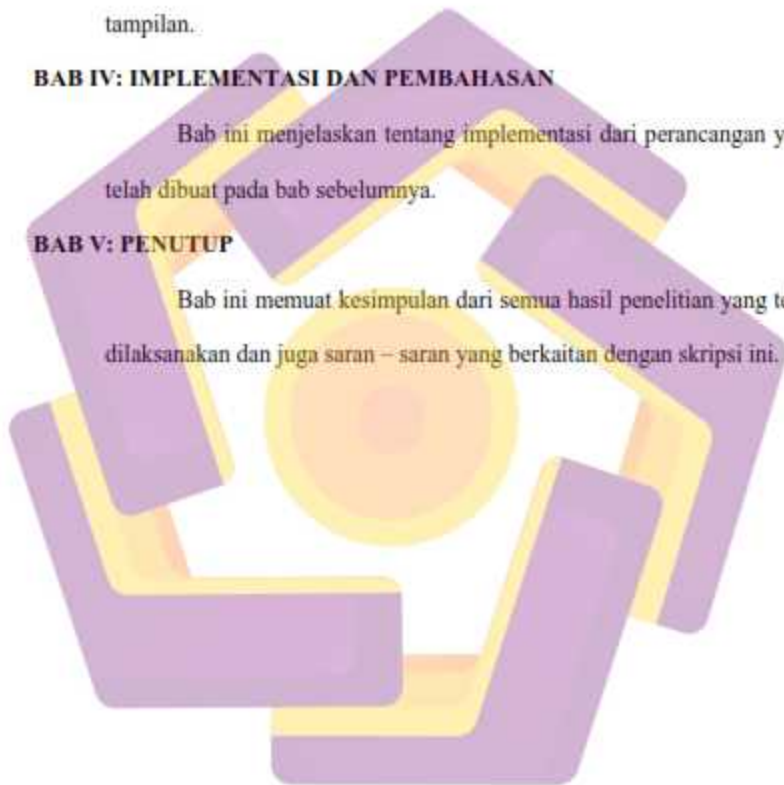 tampilan.
BAB IV: IMPLEMENTASI DAN PEMBAHASAN
Bab ini menjelaskan tentang implementasi dari perancangan
telah dibuat pada bab sebelumnya.
BAB V: PENUTUP
Bab ini memuat kesimpulan dari semua hasil penelitian yang
dilaksanakan dan juga saran – saran yang berkaitan dengan skripsi ini.